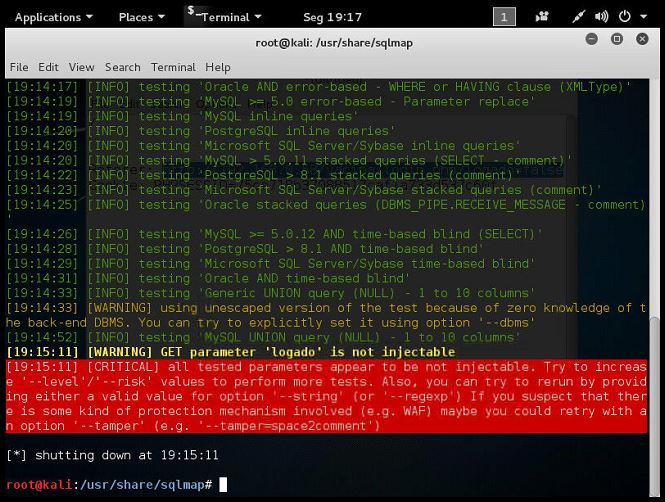 Applications Places Terminal Seg 19:17 1
root@kali: /usr/share/sqlmap
File Edit View Search Terminal Help
[19:14:17] [INFO] testing 'Oracle AND error-based - WHERE or HAVING clause (XMLType)'
[19:14:19] [INFO] testing 'MySQL >= 5.0 error-based - Parameter replace'
[19:14:19] [INFO] testing 'MySQL inline queries'
[19:14:20] [INFO] testing 'PostgreSQL inline queries'
[19:14:20] [INFO] testing 'Microsoft SQL Server/Sybase inline queries'
[19:14:20] [INFO] testing 'MySQL > 5.0.11 stacked queries (SELECT - comment)'
[19:14:22] [INFO] testing 'PostgreSQL > 8.1 stacked queries (comment)'
[19:14:23] [INFO] testing 'Microsoft SQL Server/Sybase stacked queries (comment)'
[19:14:25] [INFO] testing 'Oracle stacked queries (DBMS_PIPE.RECEIVE_MESSAGE - comment)
'
[19:14:26] [INFO] testing 'MySQL >= 5.0.12 AND time-based blind (SELECT)'
[19:14:28] [INFO] testing 'PostgreSQL > 8.1 AND time-based blind'
[19:14:29] [INFO] testing 'Microsoft SQL Server/Sybase time-based blind'
[19:14:31] [INFO] testing 'Oracle AND time-based blind'
[19:14:33] [INFO] testing 'Generic UNION query (NULL) - 1 to 10 columns'
[19:14:33] [WARNING] using unescaped version of the test because of zero knowledge of t
he back-end DBMS. You can try to explicitly set it using option '--dbms'
[19:14:52] [INFO] testing 'MySQL UNION query (NULL) - 1 to 10 columns'
[19:15:11] [WARNING] GET parameter 'logado' is not injectable
[19:15:11] [CRITICAL] all tested parameters appear to be not injectable. Try to increas
e '--level'/'--risk' values to perform more tests. Also, you can try to rerun by provid
ing either a valid value for option '--string' (or '--regexp') If you suspect that ther
e is some kind of protection mechanism involved (e.g. WAF) maybe you could retry with a
n option '--tamper' (e.g. '--tamper=space2comment')
[*] shutting down at 19:15:11
root@kali:/usr/share/sqlmap#